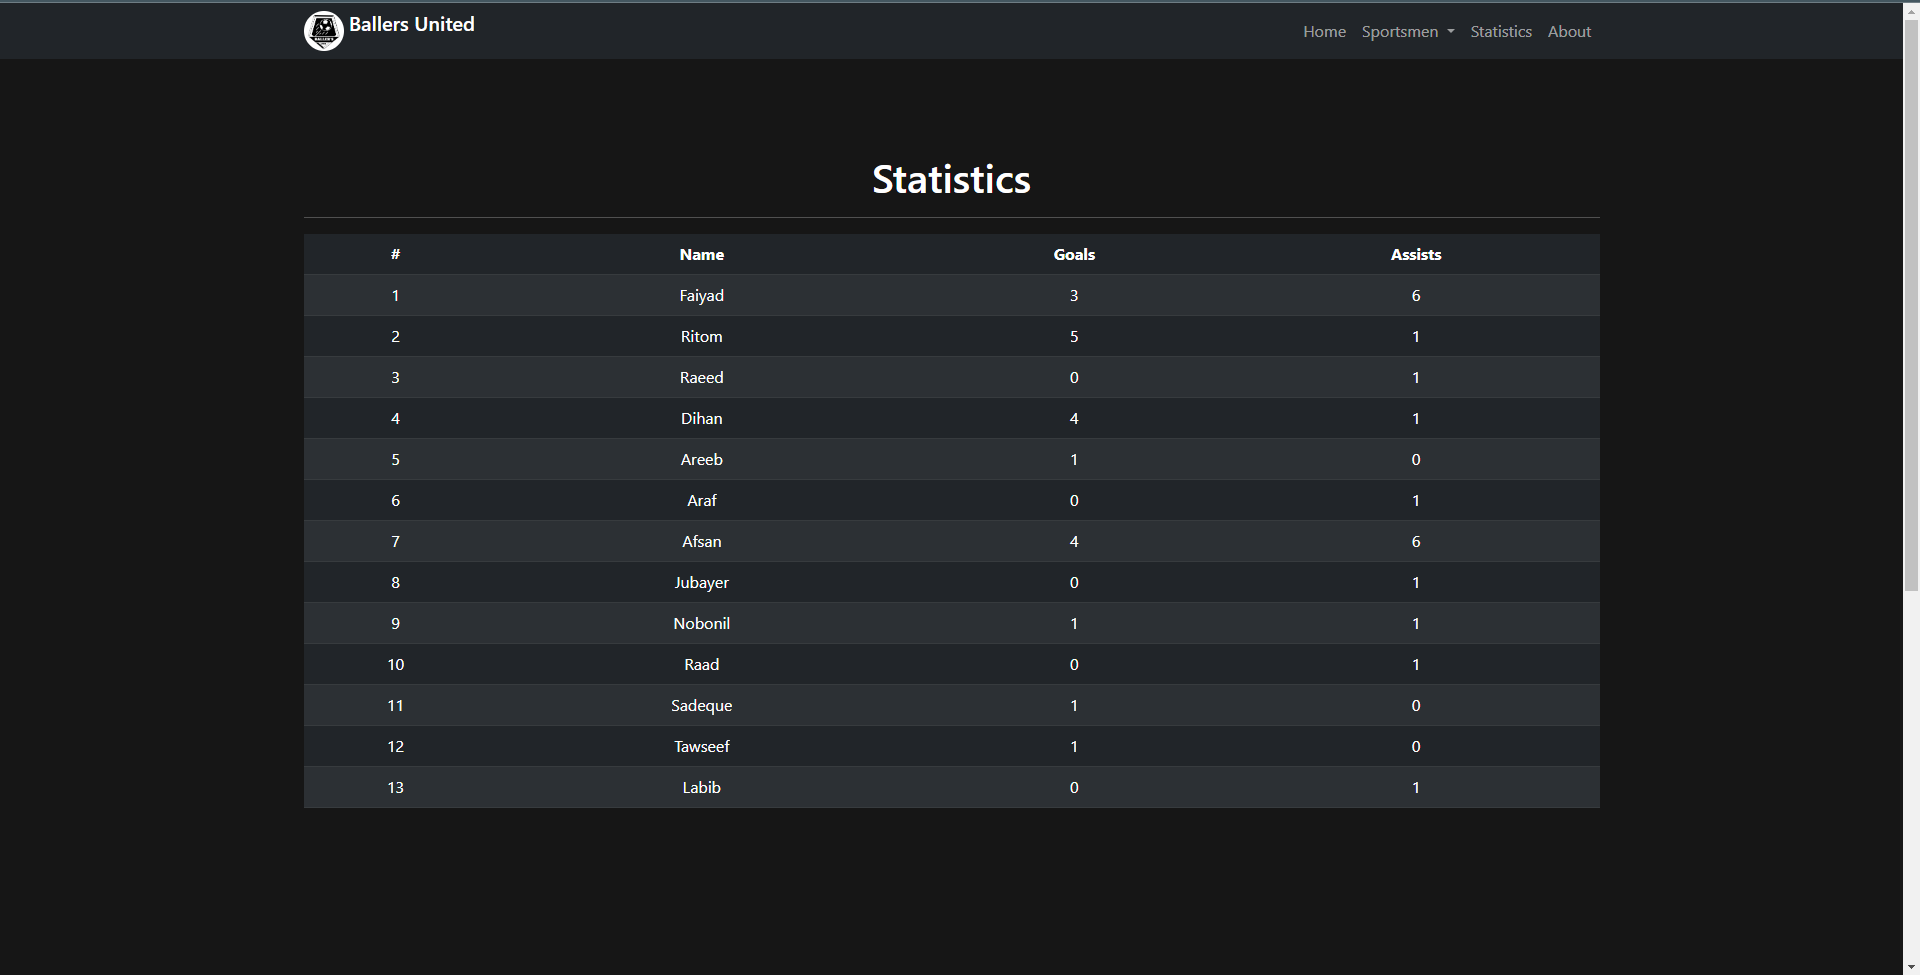 Ballers United
Home Sportsmen Statistics About
Statistics
# Name Goals Assists
1 Faiyad 3 6
2 Ritom 5 1
3 Raeed 0 1
4 Dihan 4 1
5 Areeb 1 0
6 Araf 0 1
7 Afsan 4 6
8 Jubayer 0 1
9 Nobonil 1 1
10 Raad 0 1
11 Sadeque 1 0
12 Tawseef 1 0
13 Labib 0 1